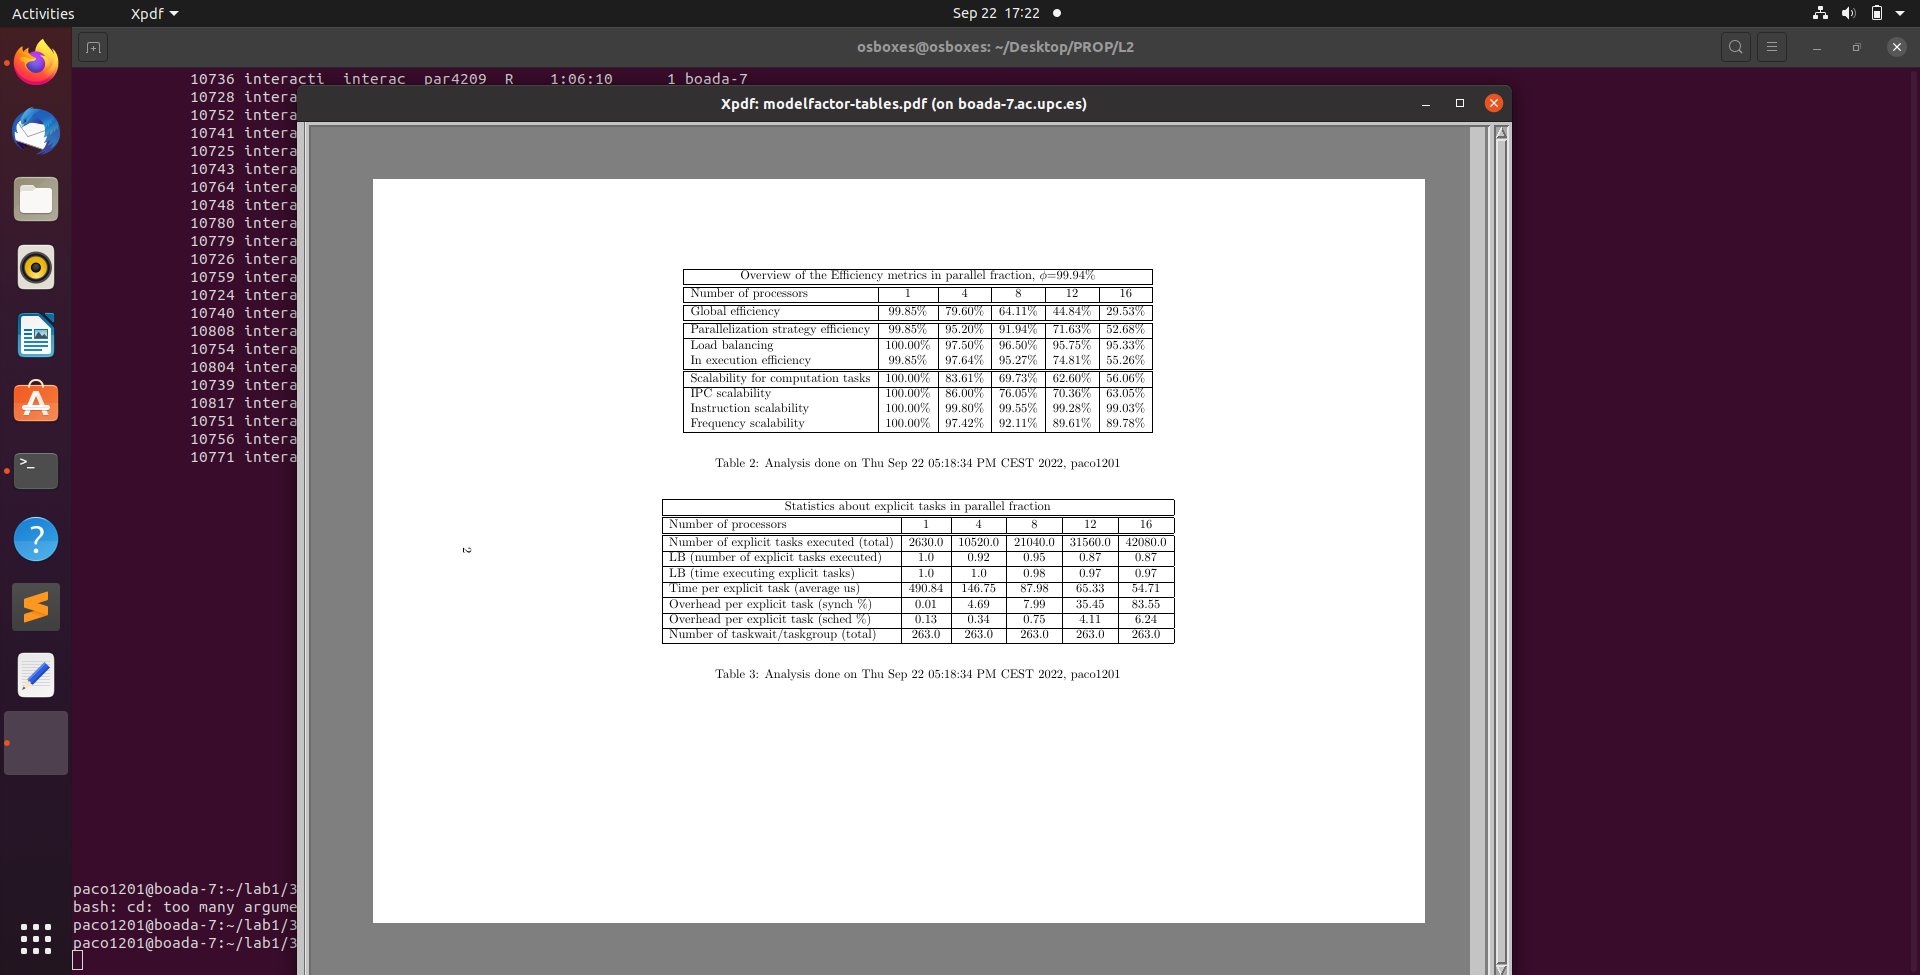 Activities Xpdf Sep 22 17:22
osboxes@osboxes: ~/Desktop/PROP/L2
10736 interacti interac par4209 R 1:06:10 1 boada-7
10728 intera
Xpdf: modelfactor-tables.pdf (on boada-7.ac.upc.es)
10752 intera
10741 intera
10725 intera
10743 intera
10764 intera
10748 intera
10780 intera
10779 intera
10726 intera
10759 intera
10724 intera
10740 intera
10808 intera
10754 intera
10804 intera
10739 intera
10817 intera
10751 intera
10756 intera
10771 intera
Overview of the Efficiency metrics in parallel fraction, ϕ=99.94%
Number of processors 1 4 8 12 16
Global efficiency 99.85% 79.60% 64.11% 44.84% 29.53%
Parallelization strategy efficiency 99.85% 95.20% 91.94% 71.63% 52.68%
Load balancing 100.00% 97.50% 96.50% 95.75% 95.33%
In execution efficiency 99.85% 97.64% 95.27% 74.81% 55.26%
Scalability for computation tasks 100.00% 83.61% 69.73% 62.60% 56.06%
IPC scalability 100.00% 86.00% 76.05% 70.36% 63.05%
Instruction scalability 100.00% 99.80% 99.55% 99.28% 99.03%
Frequency scalability 100.00% 97.42% 92.11% 89.61% 89.78%
Table 2: Analysis done on Thu Sep 22 05:18:34 PM CEST 2022, paco1201
Statistics about explicit tasks in parallel fraction
Number of processors 1 4 8 12 16
Number of explicit tasks executed (total) 2630.0 10520.0 21040.0 31560.0 42080.0
LB (number of explicit tasks executed) 1.0 0.92 0.95 0.87 0.87
LB (time executing explicit tasks) 1.0 1.0 0.98 0.97 0.97
Time per explicit task (average us) 490.84 146.75 87.98 65.33 54.71
Overhead per explicit task (synch %) 0.01 4.69 7.99 35.45 83.55
Overhead per explicit task (sched %) 0.13 0.34 0.75 4.11 6.24
Number of taskwait/taskgroup (total) 263.0 263.0 263.0 263.0 263.0
Table 3: Analysis done on Thu Sep 22 05:18:34 PM CEST 2022, paco1201
2
paco1201@boada-7:~/lab1/3
bash: cd: too many argume
paco1201@boada-7:~/lab1/3
paco1201@boada-7:~/lab1/3